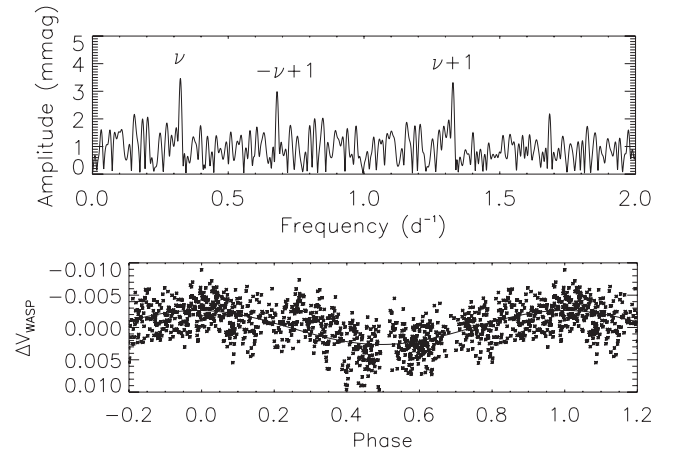 5
4
3
2
1
0
Amplitude (mmag)
ν
−ν+1
ν+1
0.0 0.5 1.0 1.5 2.0
Frequency (d⁻¹)
−0.010
−0.005
0.000
0.005
0.010
ΔV_WASP
−0.2 0.0 0.2 0.4 0.6 0.8 1.0 1.2
Phase